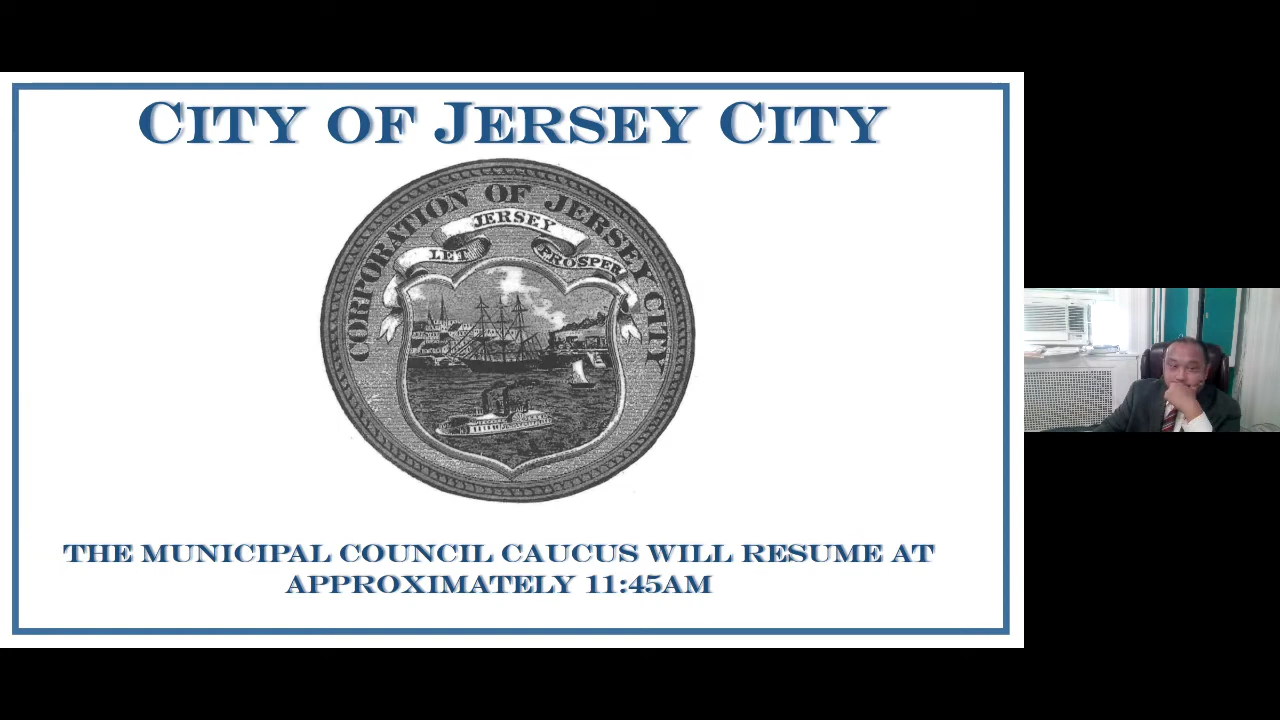 CITY OF JERSEY CITY
CORPORATION OF JERSEY CITY
LET JERSEY PROSPER
THE MUNICIPAL COUNCIL CAUCUS WILL RESUME AT
APPROXIMATELY 11:45AM